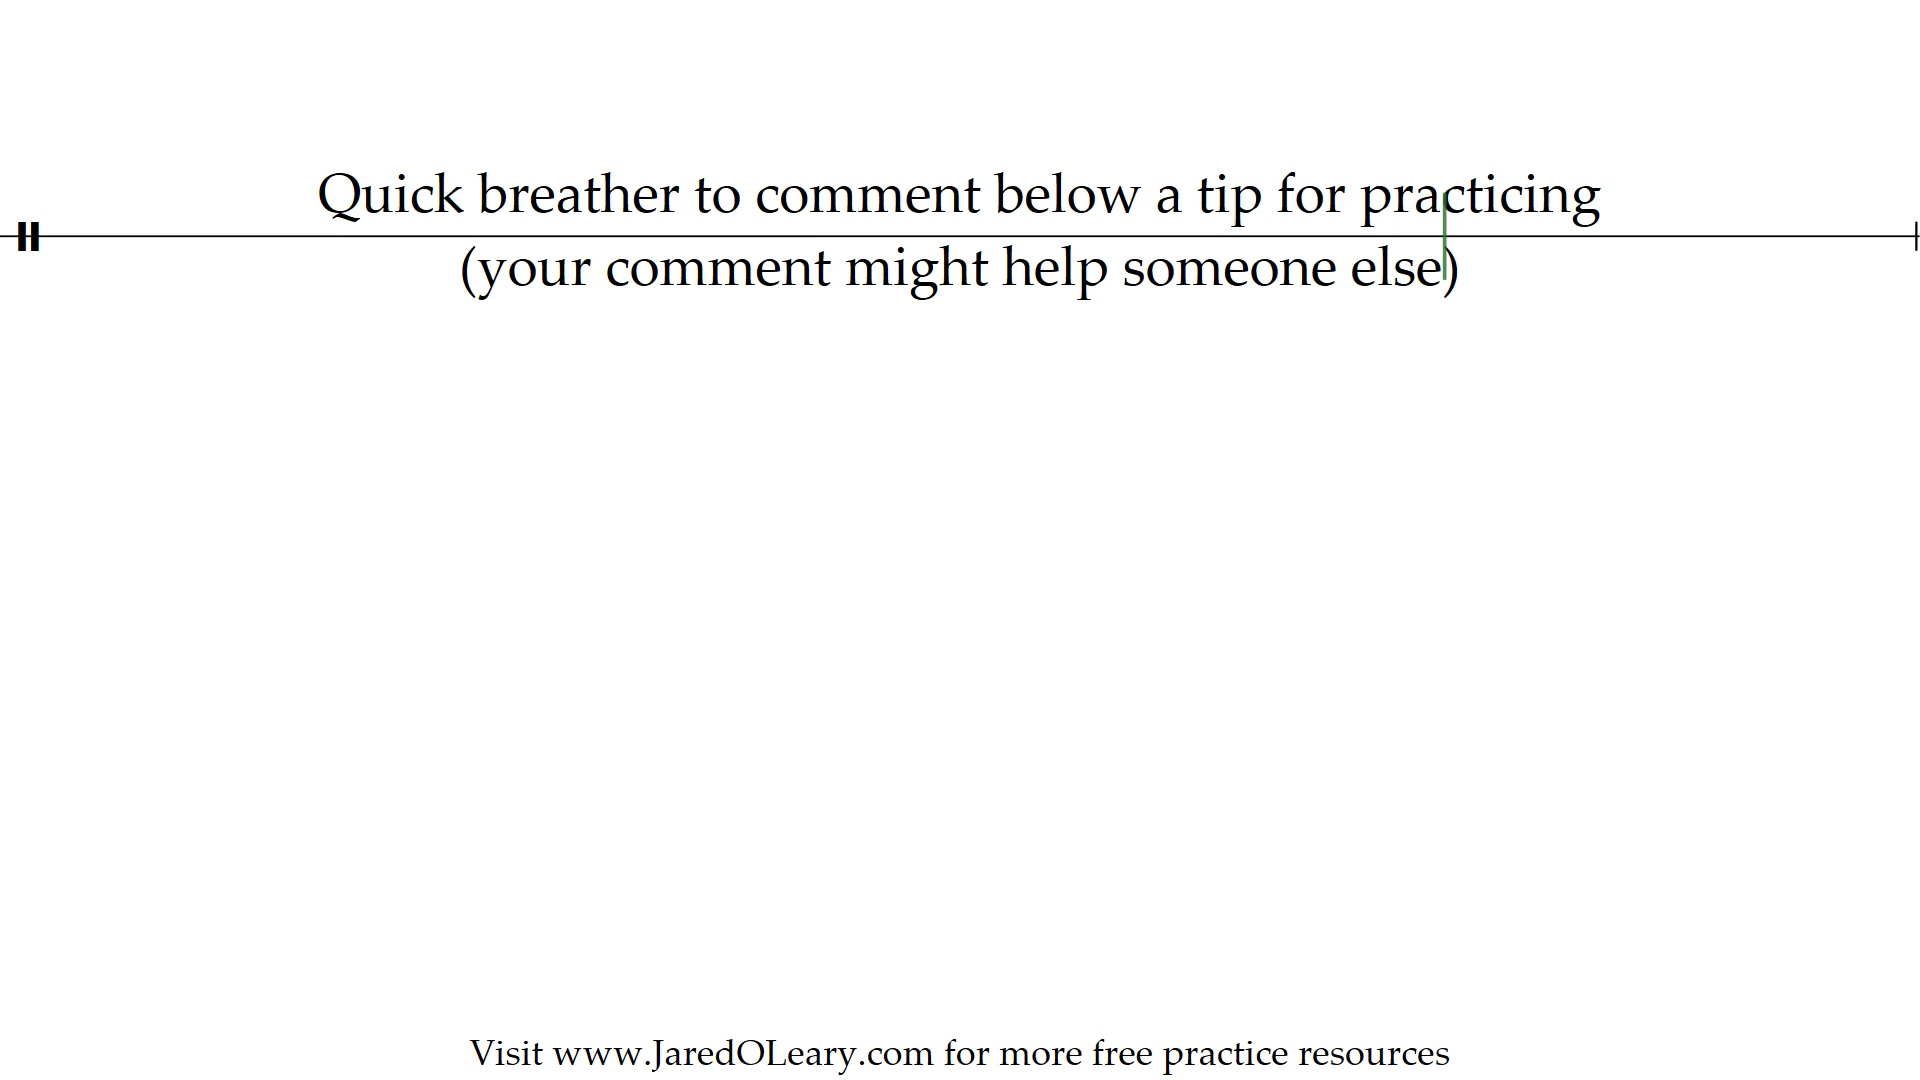 Quick breather to comment below a tip for practicing
(your comment might help someone else)
Visit www.JaredOLeary.com for more free practice resources